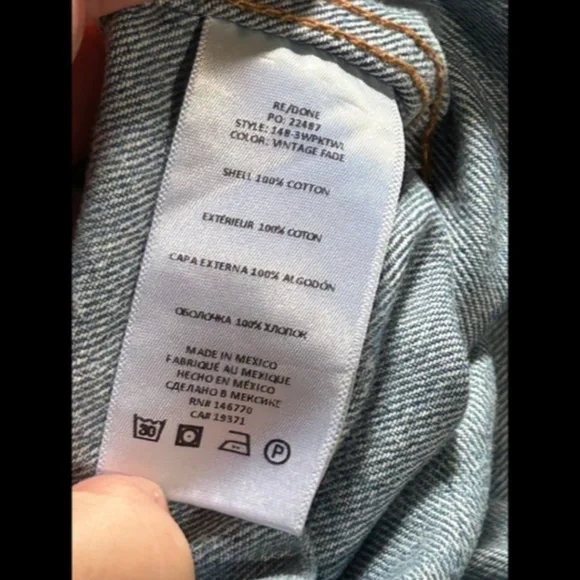 RE/DONE
PO: 22487
STYLE: 148-3WPKTWL
COLOR: VINTAGE FADE
SHELL 100% COTTON
EXTÉRIEUR 100% COTON
CAPA EXTERNA 100% ALGODÓN
ОБОЛОЧКА 100% ХЛОПОК
MADE IN MEXICO
FABRIQUÉ AU MEXIQUE
HECHO EN MÉXICO
СДЕЛАНО В МЕКСИКЕ
RN# 146770
CA# 19371
30 P